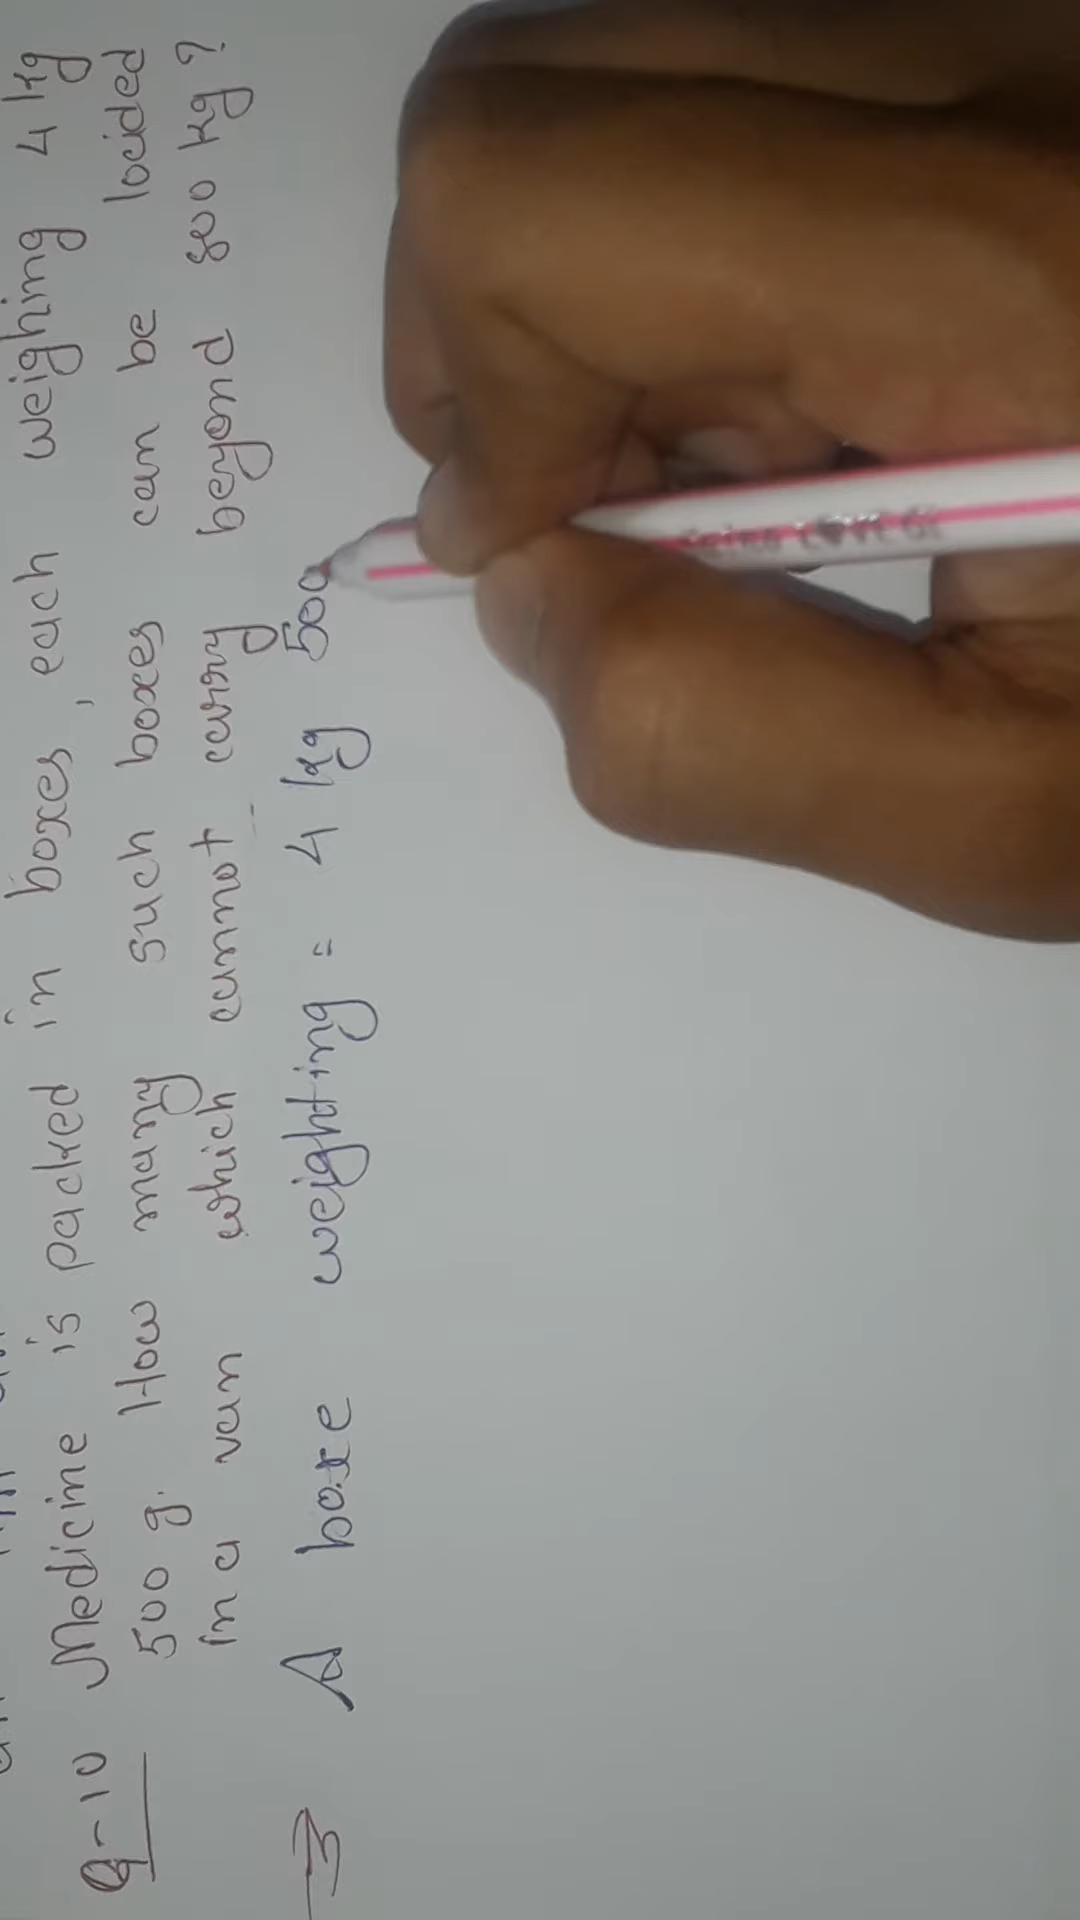 Q-10 Medicine is packed in boxes, each weighing 4 kg
500 g. How many such boxes can be loaded
in a van which cannot carry beyond 800 kg ?
⇒ A boxe weighting = 4 kg 500